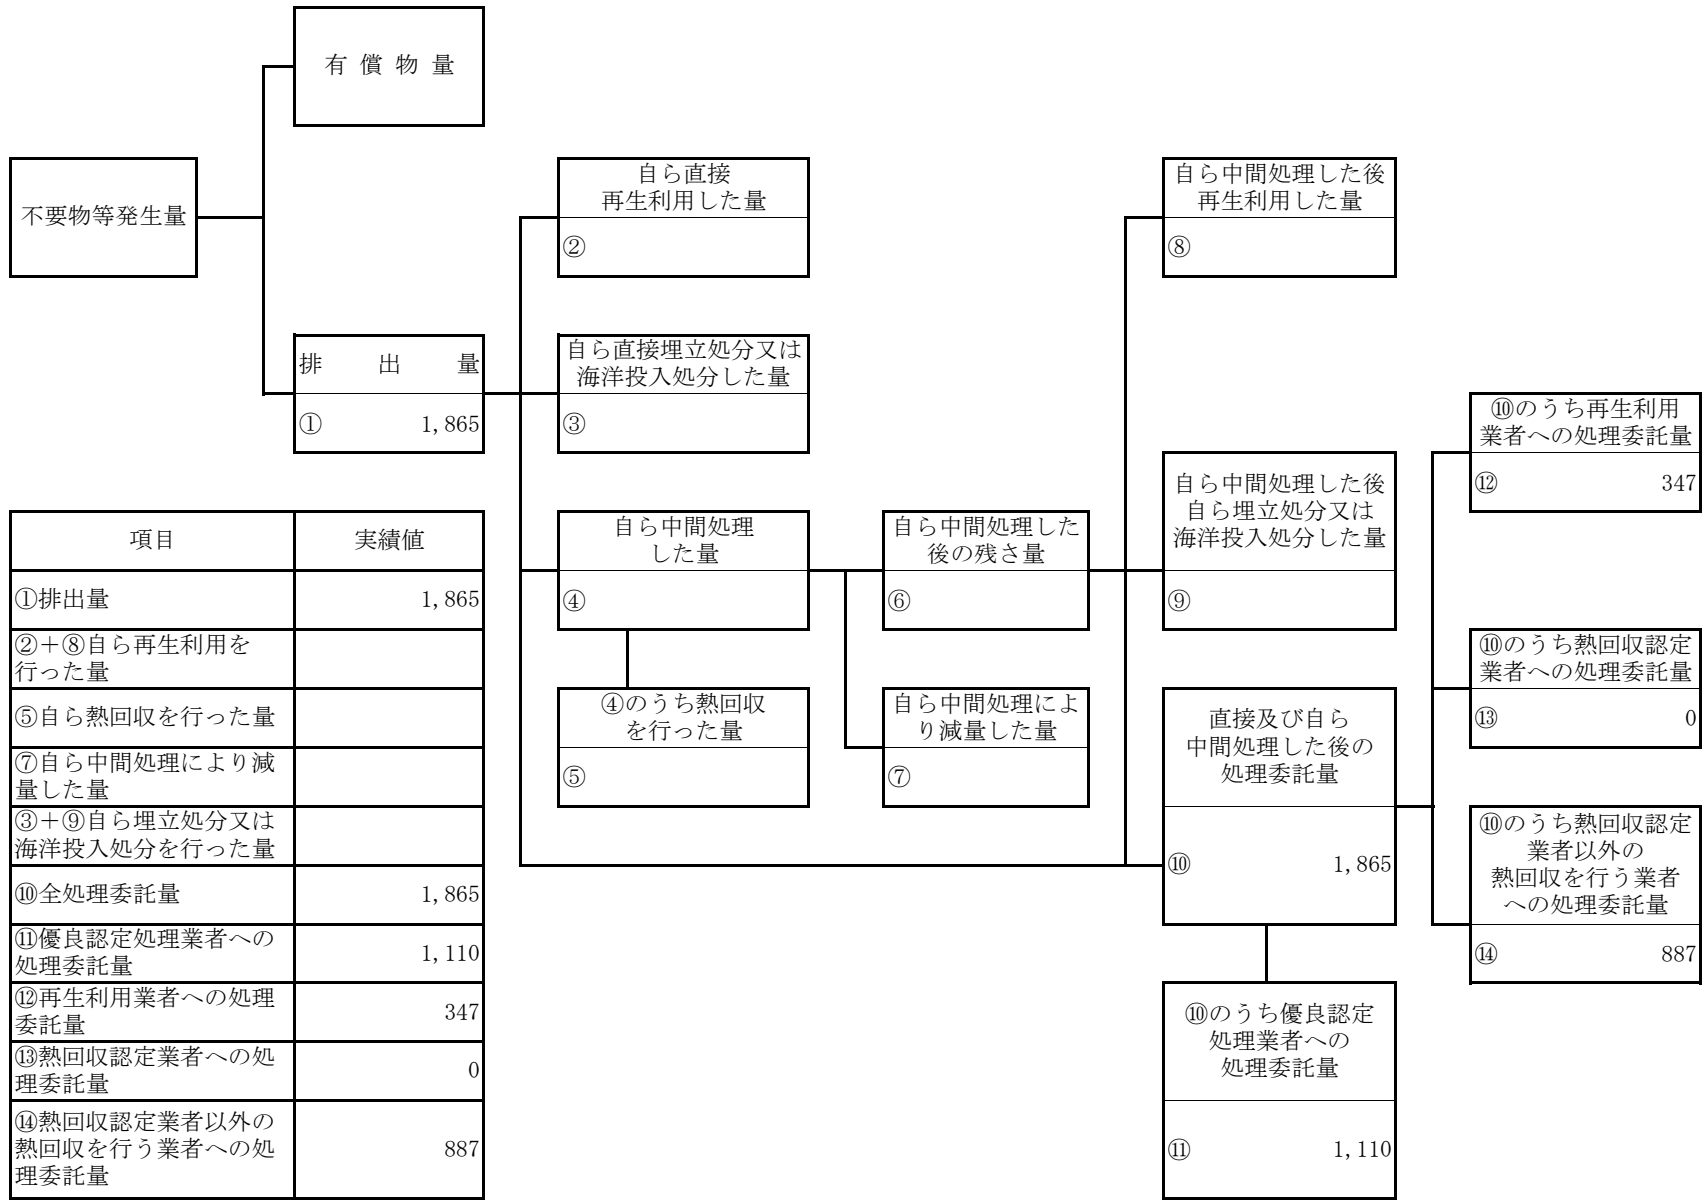 有償物量
不要物等発生量
自ら直接
再生利用した量
②
自ら中間処理した後
再生利用した量
⑧
排出量
① 1,865
自ら直接埋立処分又は
海洋投入処分した量
③
⑩のうち再生利用
業者への処理委託量
⑫ 347
自ら中間処理した後
自ら埋立処分又は
海洋投入処分した量
⑨
自ら中間処理
した量
④
自ら中間処理した
後の残さ量
⑥
⑩のうち熱回収認定
業者への処理委託量
⑬ 0
④のうち熱回収
を行った量
⑤
自ら中間処理によ
り減量した量
⑦
直接及び自ら
中間処理した後の
処理委託量
⑩ 1,865
⑩のうち熱回収認定
業者以外の
熱回収を行う業者
への処理委託量
⑭ 887
⑩のうち優良認定
処理業者への
処理委託量
⑪ 1,110
項目 実績値
①排出量 1,865
②+⑧自ら再生利用を
行った量
⑤自ら熱回収を行った量
⑦自ら中間処理により減
量した量
③+⑨自ら埋立処分又は
海洋投入処分を行った量
⑩全処理委託量 1,865
⑪優良認定処理業者への
処理委託量 1,110
⑫再生利用業者への処理
委託量 347
⑬熱回収認定業者への処
理委託量 0
⑭熱回収認定業者以外の
熱回収を行う業者への処
理委託量 887